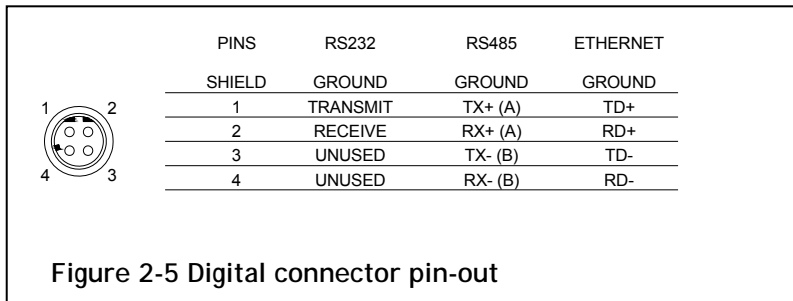 PINS RS232 RS485 ETHERNET
SHIELD GROUND GROUND GROUND
1 2
1 TRANSMIT TX+ (A) TD+
2 RECEIVE RX+ (A) RD+
3 UNUSED TX- (B) TD-
4 3
4 UNUSED RX- (B) RD-
Figure 2-5 Digital connector pin-out